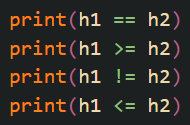 print(h1 == h2)
print(h1 >= h2)
print(h1 != h2)
print(h1 <= h2)